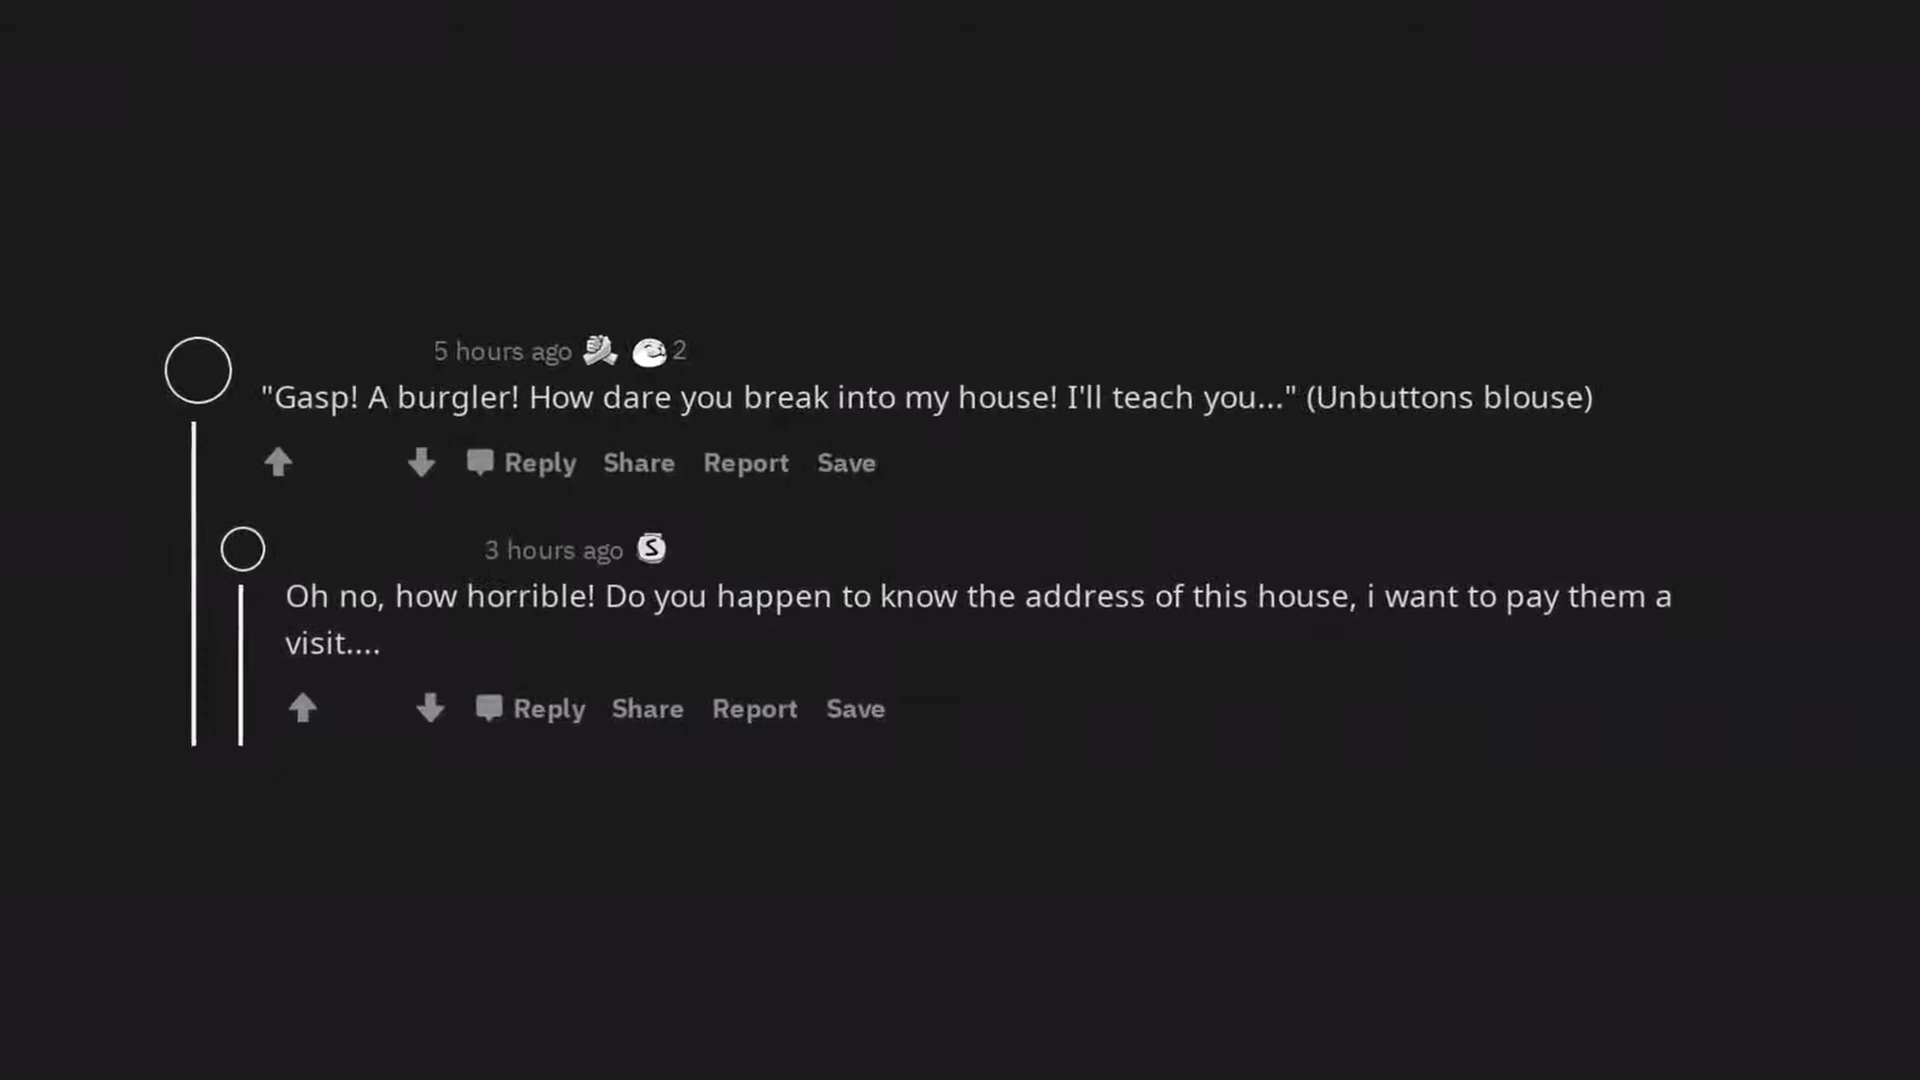 5 hours ago 2
"Gasp! A burgler! How dare you break into my house! I'll teach you..." (Unbuttons blouse)
Reply Share Report Save
3 hours ago S
Oh no, how horrible! Do you happen to know the address of this house, i want to pay them a
visit....
Reply Share Report Save